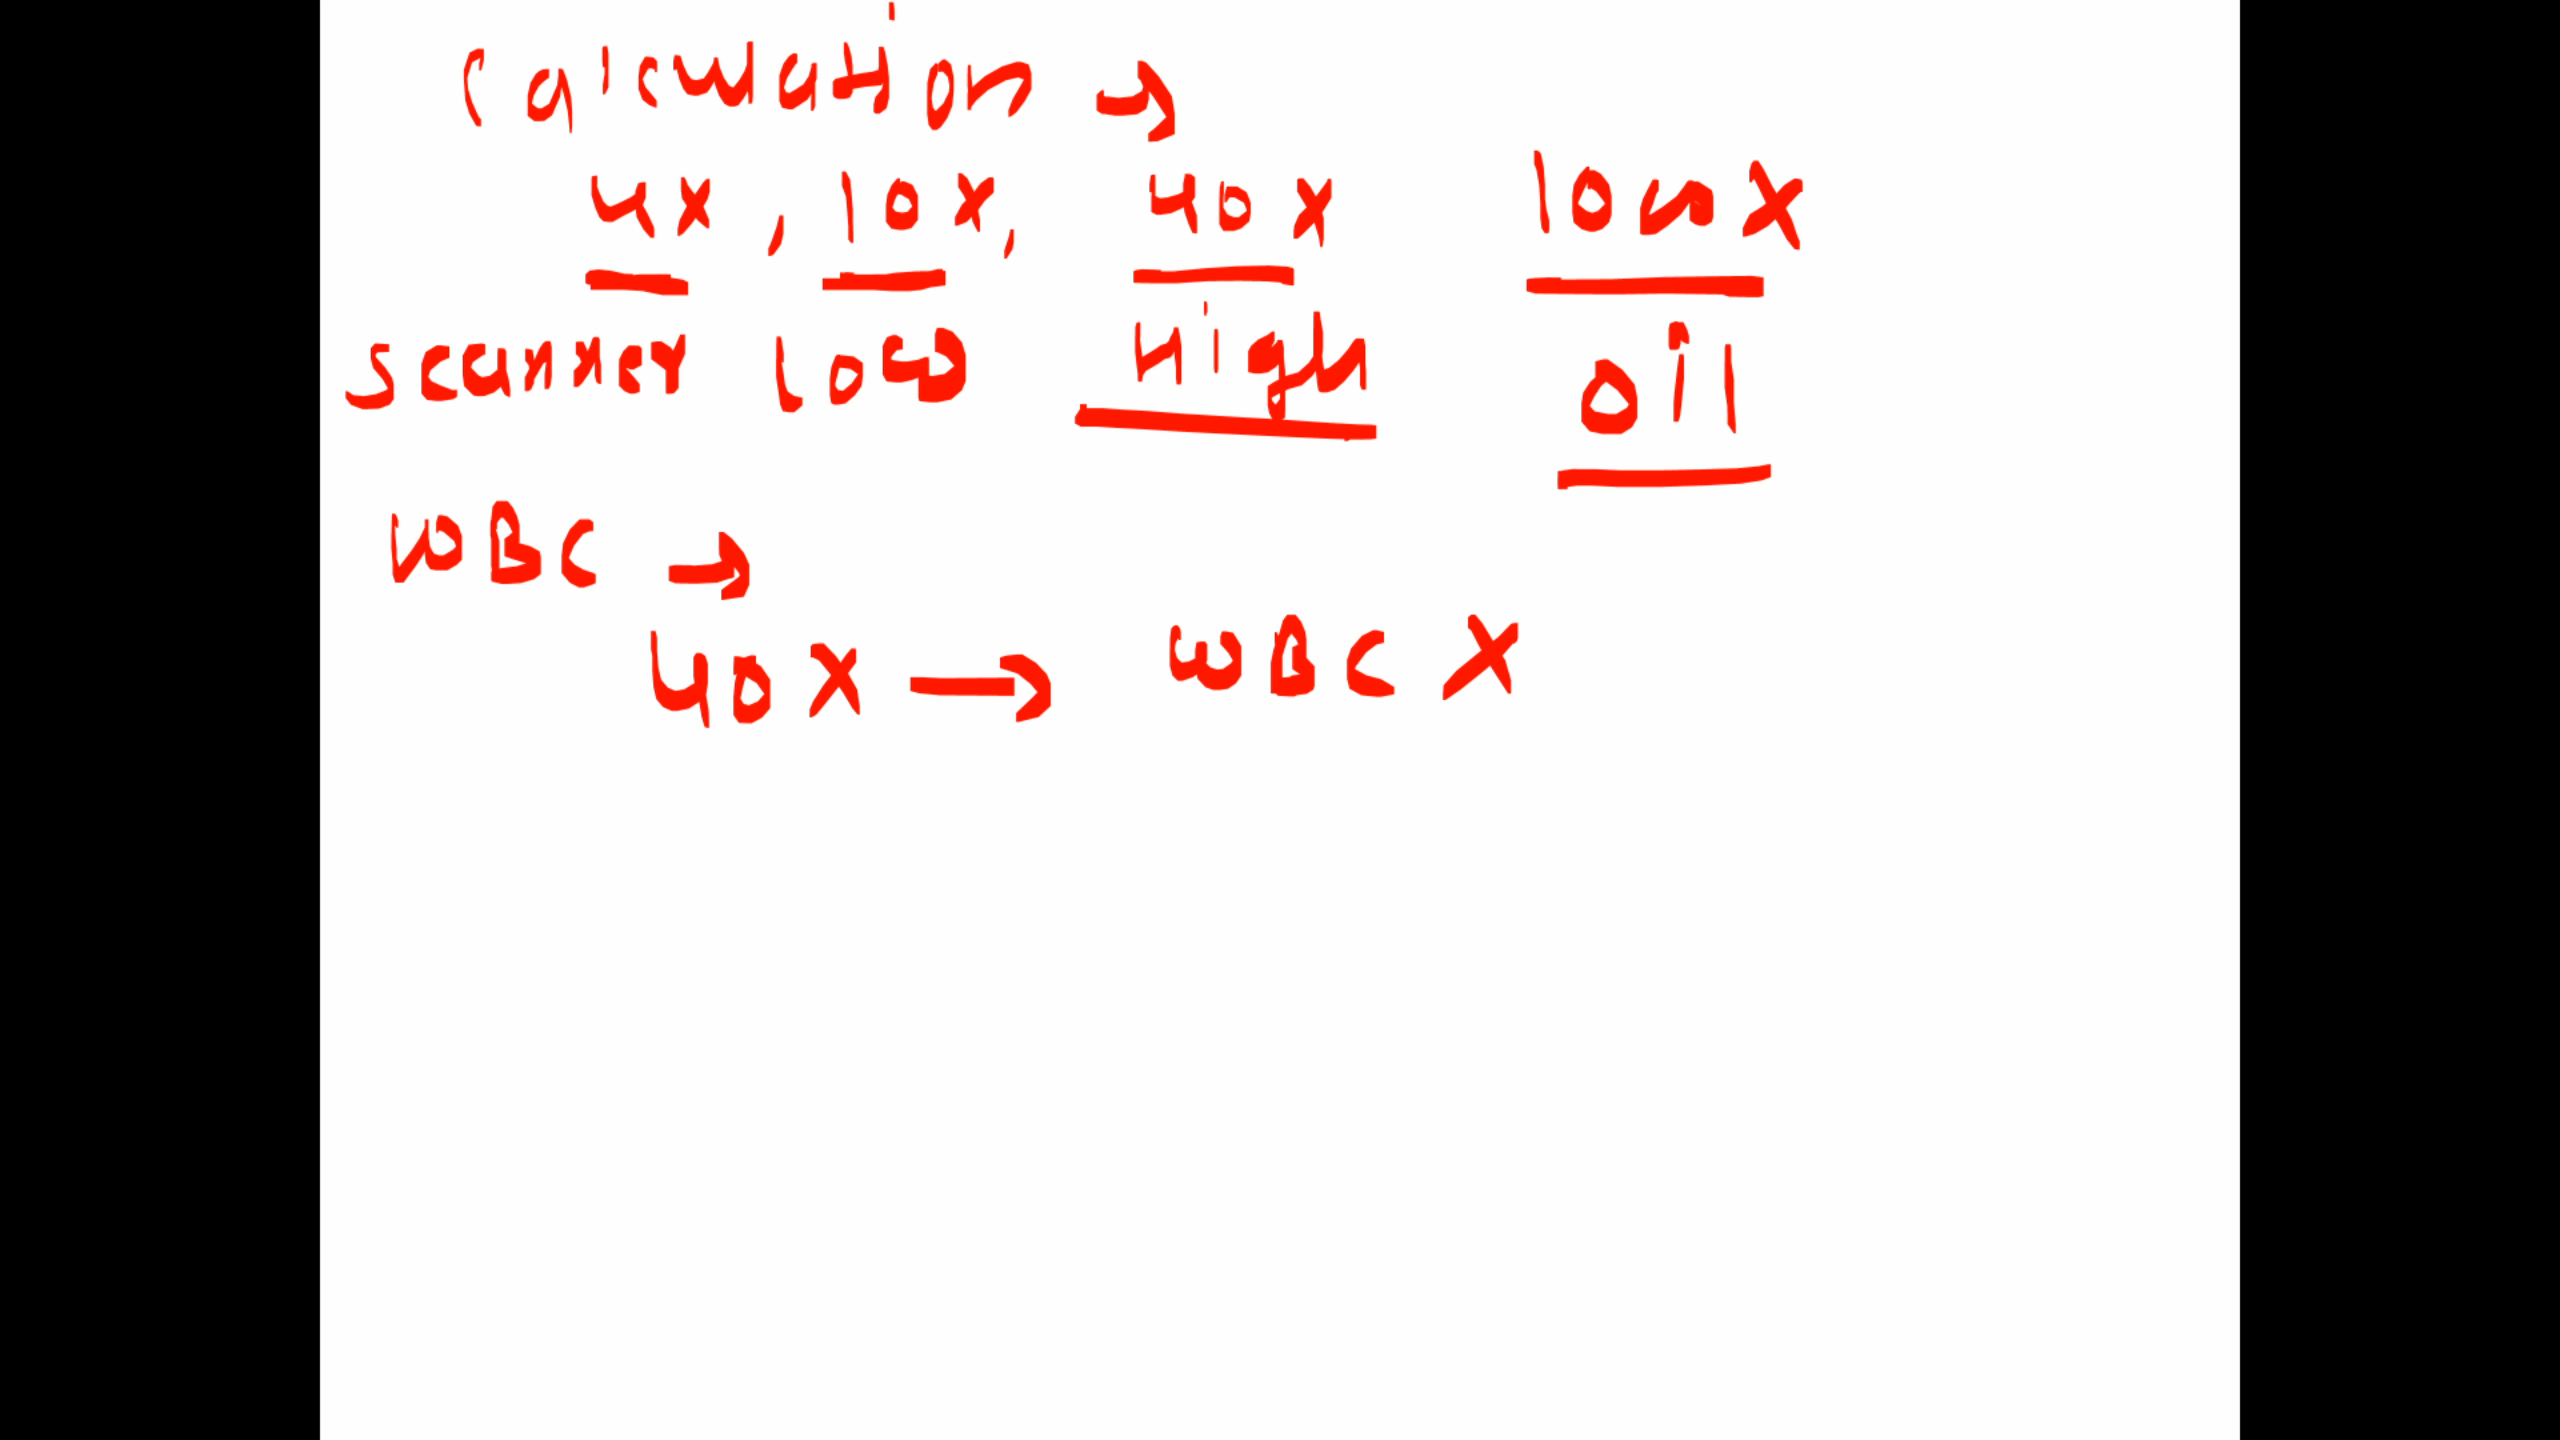 Calculation →
4x, 10x, 40x 100x
scanner low High oil
WBC →
40x → WBC X